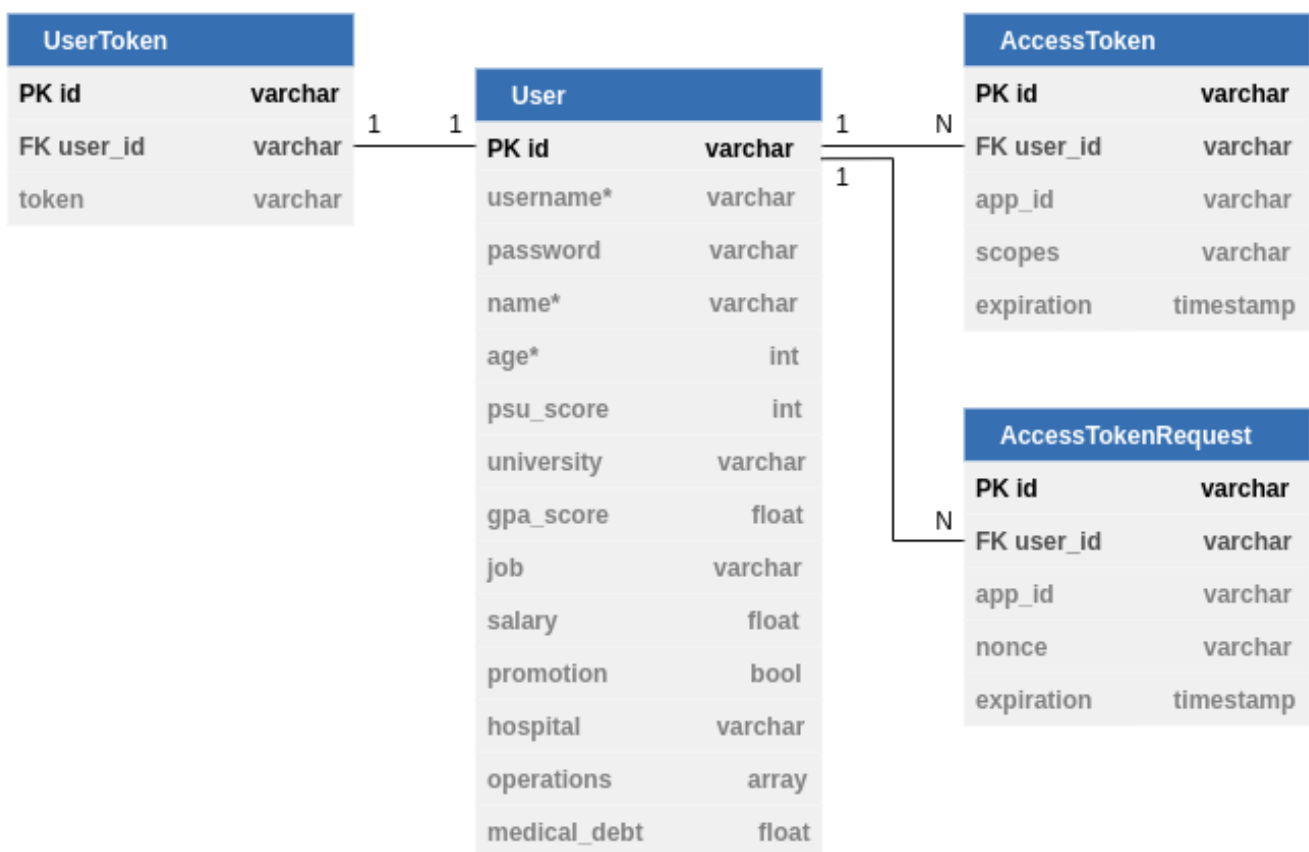 UserToken
PK id varchar
FK user_id varchar
token varchar
1 1
User
PK id varchar
username* varchar
password varchar
name* varchar
age* int
psu_score int
university varchar
gpa_score float
job varchar
salary float
promotion bool
hospital varchar
operations array
medical_debt float
1 N
1
N
AccessToken
PK id varchar
FK user_id varchar
app_id varchar
scopes varchar
expiration timestamp
AccessTokenRequest
PK id varchar
FK user_id varchar
app_id varchar
nonce varchar
expiration timestamp